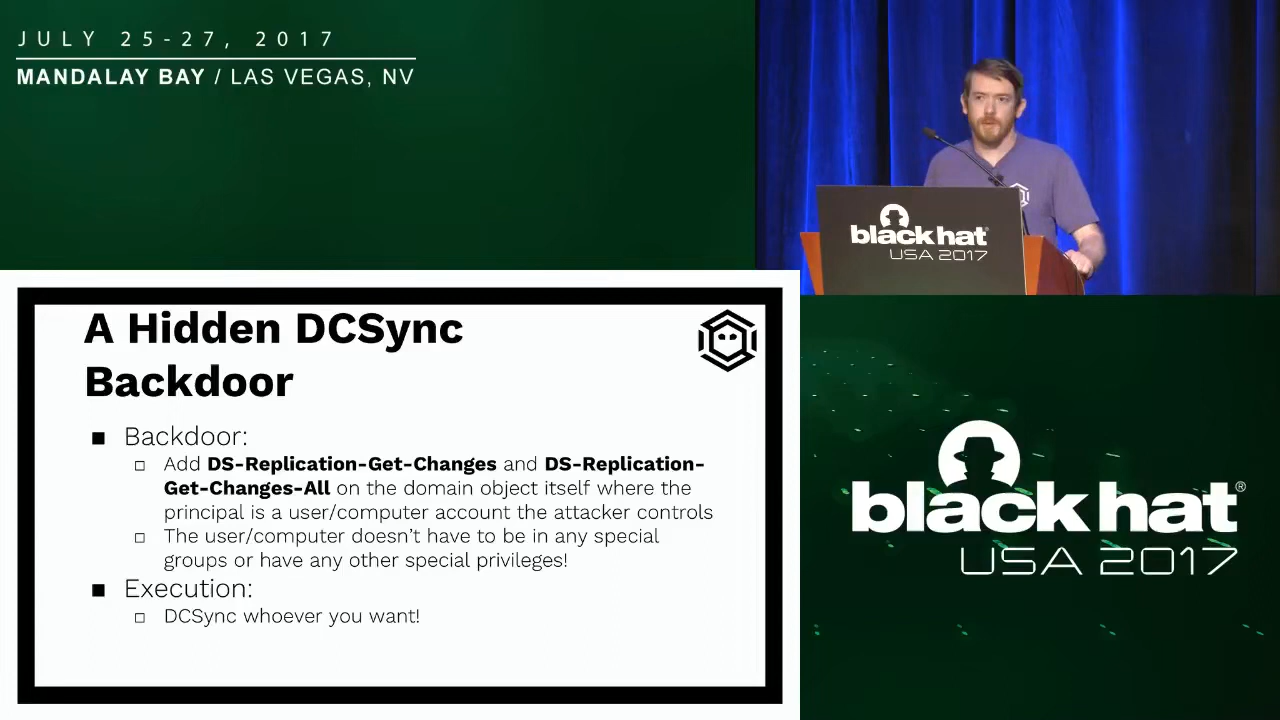 JULY 25-27, 2017
MANDALAY BAY / LAS VEGAS, NV
black hat®
USA 2017
A Hidden DCSync
Backdoor
■ Backdoor:
□ Add DS-Replication-Get-Changes and DS-Replication-
Get-Changes-All on the domain object itself where the
principal is a user/computer account the attacker controls
□ The user/computer doesn't have to be in any special
groups or have any other special privileges!
■ Execution:
□ DCSync whoever you want!
black hat®
USA 2017